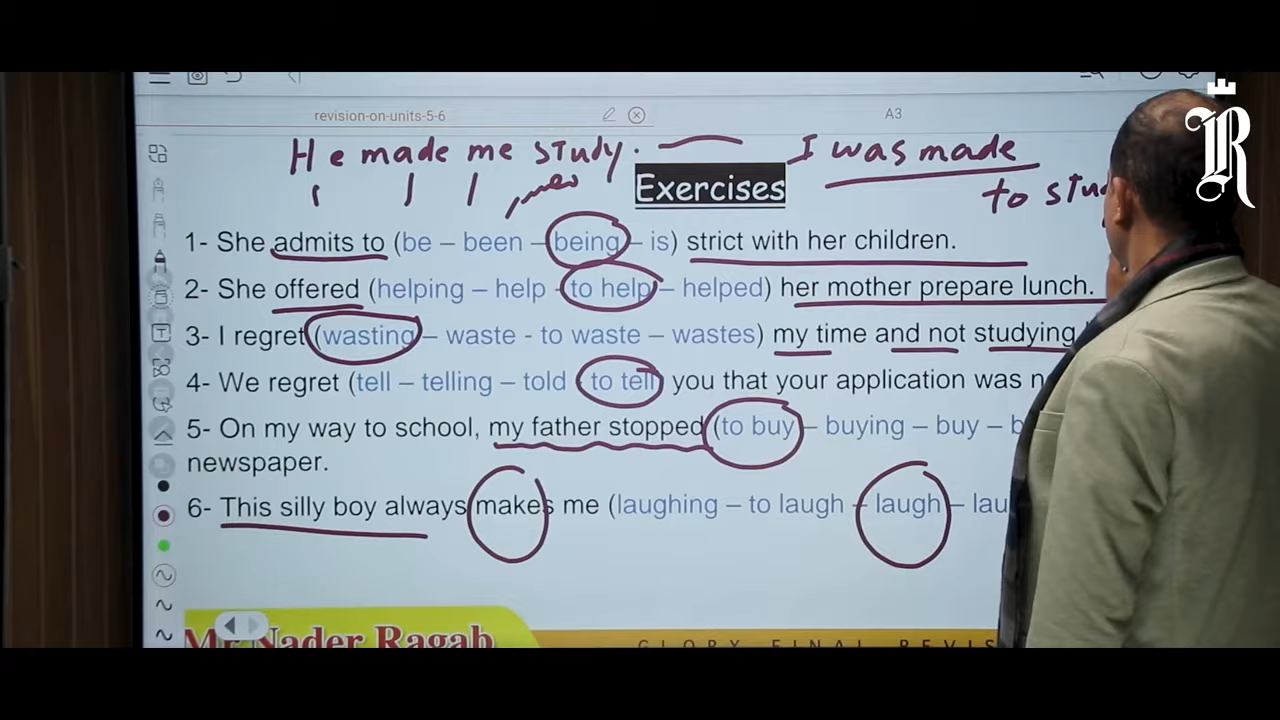 revision-on-units-5-6
A3
He made me study. I was made
to
Exercises
1- She admits to (be – been – being – is) strict with her children.
2- She offered (helping – help - to help – helped) her mother prepare lunch.
3- I regret (wasting – waste - to waste – wastes) my time and not studying
4- We regret (tell – telling – told - to tell) you that your application was
5- On my way to school, my father stopped (to buy – buying – buy –
newspaper.
6- This silly boy always makes me (laughing – to laugh – laugh –
Mr Nader Ragab
GLORY FINAL
R